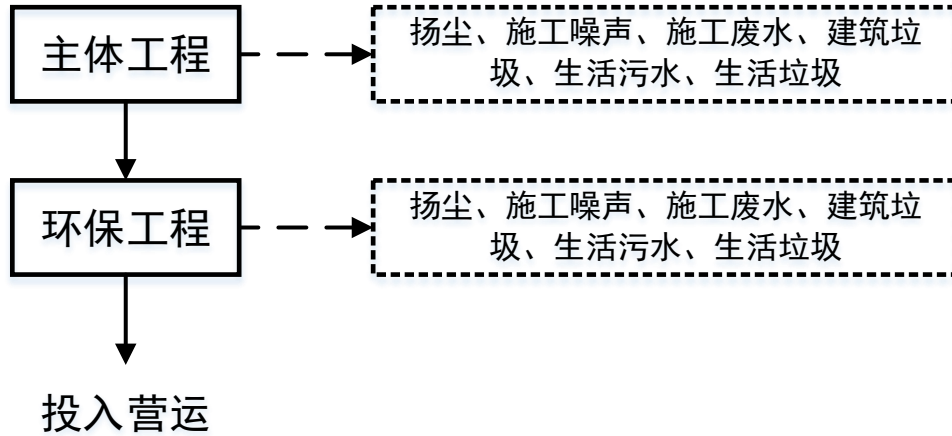 主体工程
扬尘、施工噪声、施工废水、建筑垃
圾、生活污水、生活垃圾
环保工程
扬尘、施工噪声、施工废水、建筑垃
圾、生活污水、生活垃圾
投入营运